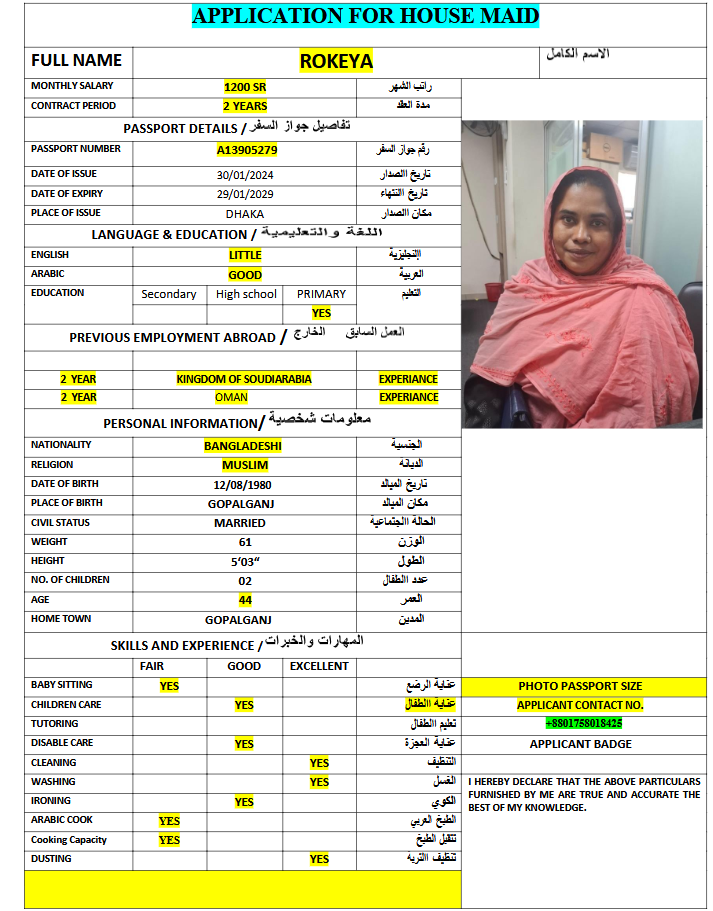 APPLICATION FOR HOUSE MAID
FULL NAME ROKEYA الاسم الكامل
MONTHLY SALARY 1200 SR راتب الشهر
CONTRACT PERIOD 2 YEARS مدة العقد
PASSPORT DETAILS / تفاصيل جواز السفر
PASSPORT NUMBER A13905279 رقم جواز السفر
DATE OF ISSUE 30/01/2024 تاريخ االصدار
DATE OF EXPIRY 29/01/2029 تاريخ االنتهاء
PLACE OF ISSUE DHAKA مكان االصدار
LANGUAGE & EDUCATION / اللغة والتعليمية
ENGLISH LITTLE اإلنجليزية
ARABIC GOOD العربية
EDUCATION Secondary High school PRIMARY التعليم
YES
PREVIOUS EMPLOYMENT ABROAD / العمل السابق الخارج
2 YEAR KINGDOM OF SOUDIARABIA EXPERIANCE
2 YEAR OMAN EXPERIANCE
PERSONAL INFORMATION/ معلومات شخصية
NATIONALITY BANGLADESHI الجنسية
RELIGION MUSLIM الديانه
DATE OF BIRTH 12/08/1980 تاريخ الميالد
PLACE OF BIRTH GOPALGANJ مكان الميالد
CIVIL STATUS MARRIED الحالة االجتماعية
WEIGHT 61 الوزن
HEIGHT 5‘03“ الطول
NO. OF CHILDREN 02 عدد االطفال
AGE 44 العمر
HOME TOWN GOPALGANJ المدين
SKILLS AND EXPERIENCE / المهارات والخبرات
FAIR GOOD EXCELLENT
BABY SITTING YES عناية الرضع
CHILDREN CARE YES عناية االطفال
TUTORING تعليم االطفال
DISABLE CARE YES عناية العجزة
CLEANING YES التنظيف
WASHING YES الغسل
IRONING YES الكوي
ARABIC COOK YES الطبخ العربي
Cooking Capacity YES تتقبل الطبخ
DUSTING YES تنظيف االتربة
PHOTO PASSPORT SIZE
APPLICANT CONTACT NO.
+8801758018425
APPLICANT BADGE
I HEREBY DECLARE THAT THE ABOVE PARTICULARS
FURNISHED BY ME ARE TRUE AND ACCURATE THE
BEST OF MY KNOWLEDGE.